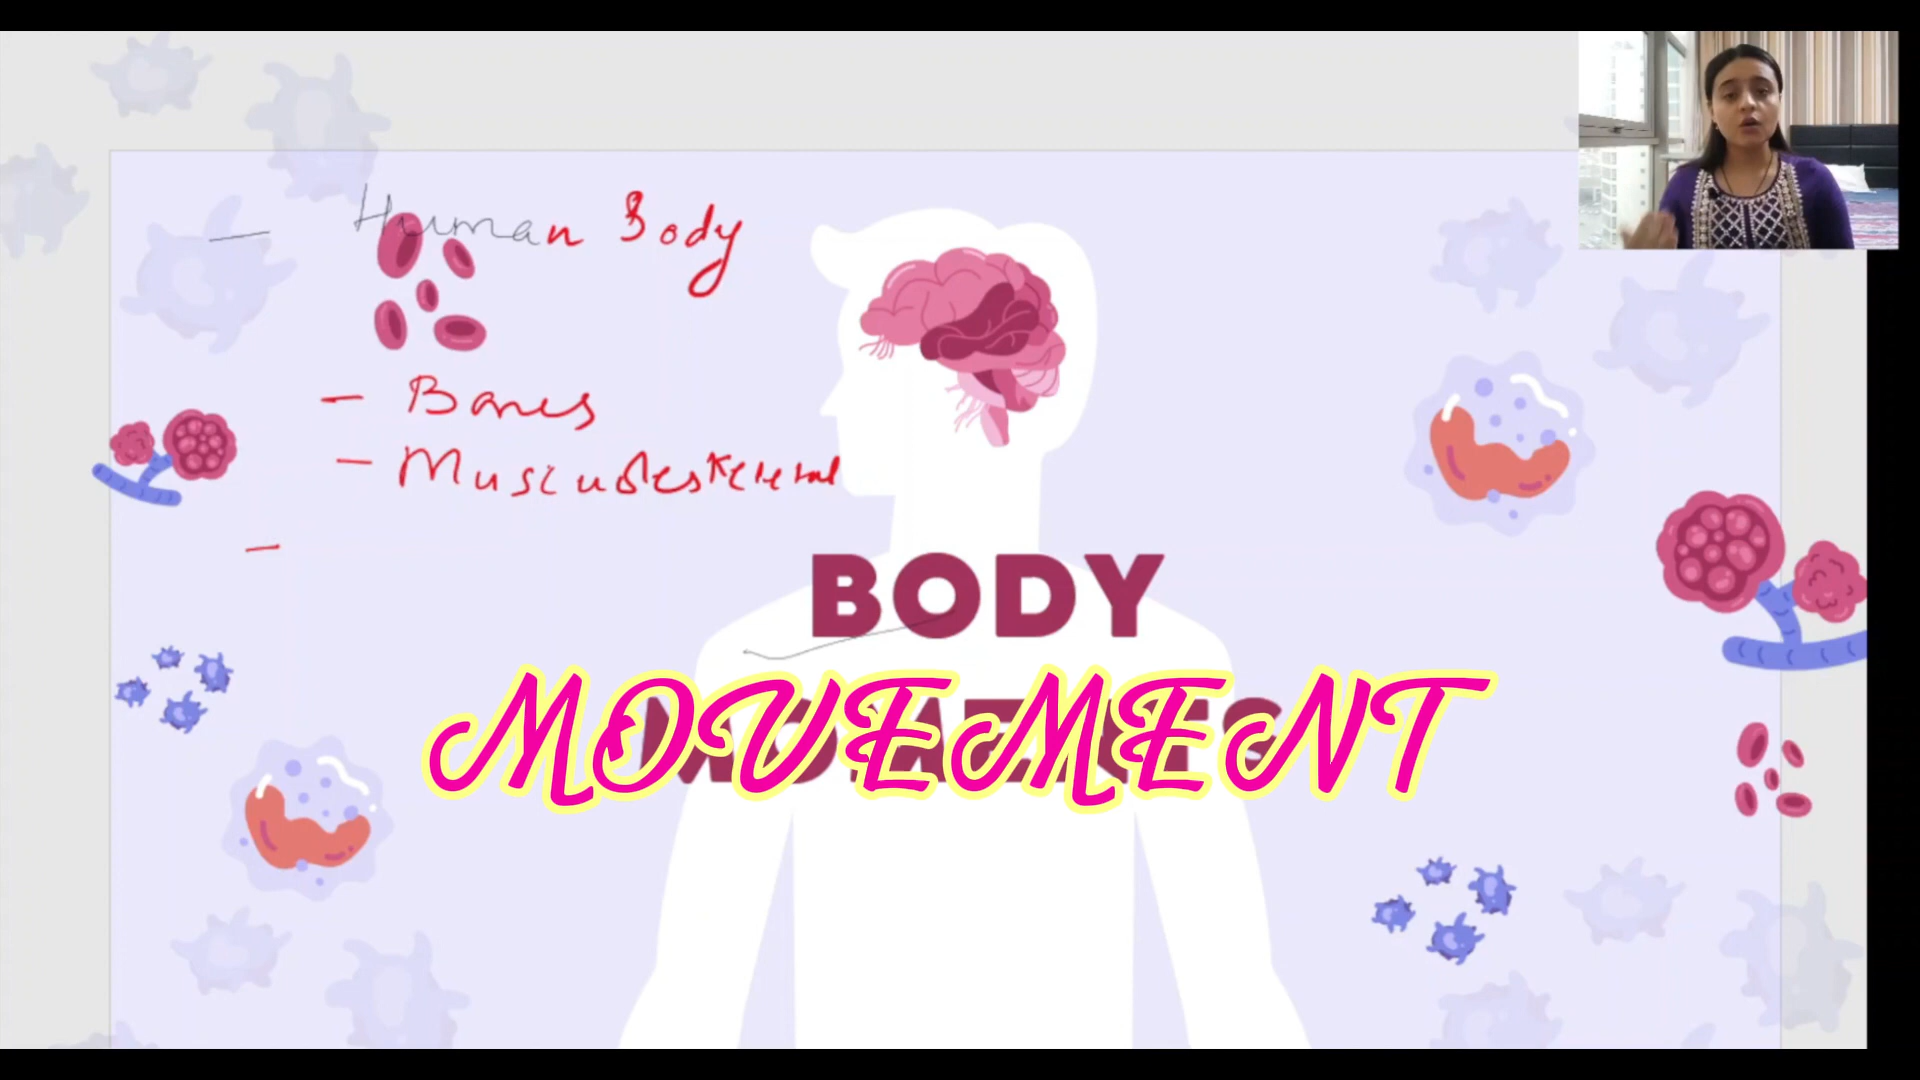 - Human Body
- Bones
- Musculoskeletal
-
BODY
MOVEMENT